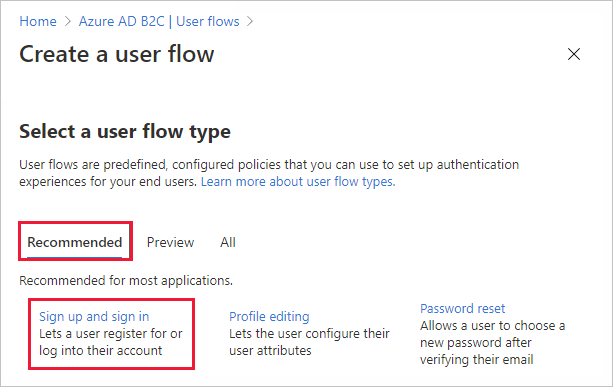 Home > Azure AD B2C | User flows >
Create a user flow
Select a user flow type
User flows are predefined, configured policies that you can use to set up authentication
experiences for your end users. Learn more about user flow types.
Recommended Preview All
Recommended for most applications.
Sign up and sign in
Lets a user register for or
log into their account
Profile editing
Lets the user configure their
user attributes
Password reset
Allows a user to choose a
new password after
verifying their email